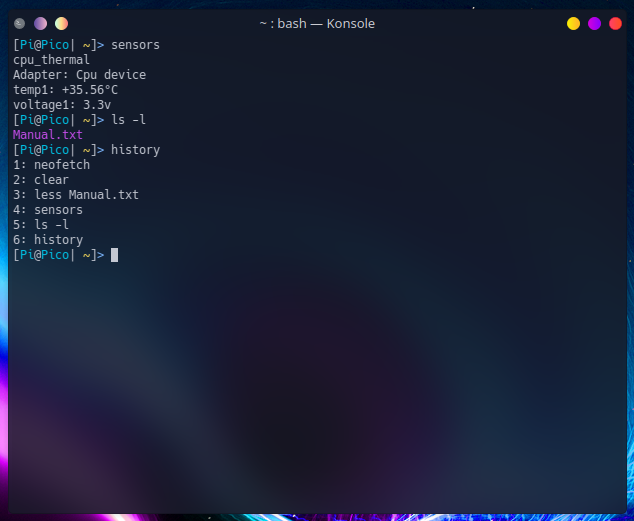 ~ : bash — Konsole
[Pi@Pico| ~]> sensors
cpu_thermal
Adapter: Cpu device
temp1: +35.56°C
voltage1: 3.3v
[Pi@Pico| ~]> ls -l
Manual.txt
[Pi@Pico| ~]> history
1: neofetch
2: clear
3: less Manual.txt
4: sensors
5: ls -l
6: history
[Pi@Pico| ~]>